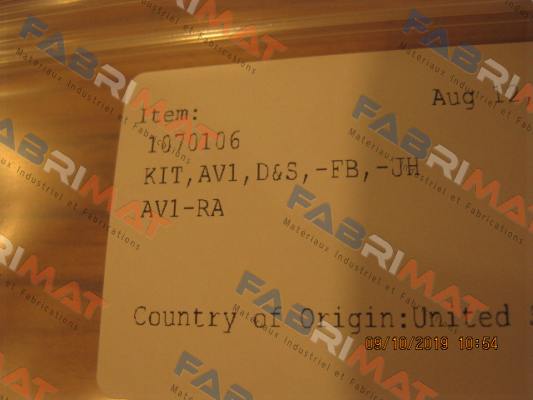 Aug 12,
Item:
1070106
KIT,AV1,D&S,-FB,-JH
AV1-RA
Country of Origin:United S
09/10/2019 10:54
FABRIMAT
Materiaux Industriel et Fabrications